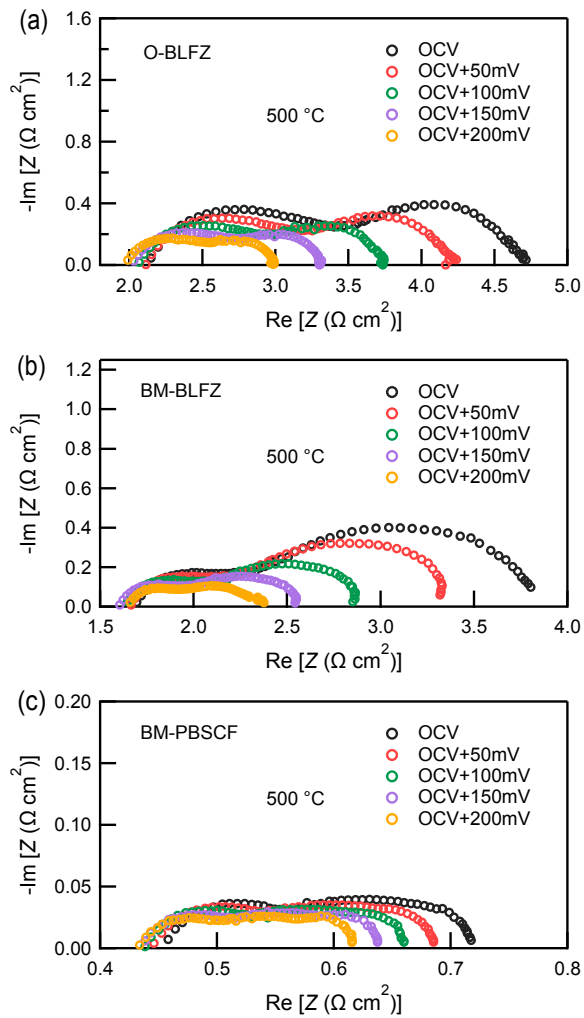 (a)
1.6
1.2
0.8
0.4
0.0
-Im [Z (Ω cm²)]
O-BLFZ
500 °C
OCV
OCV+50mV
OCV+100mV
OCV+150mV
OCV+200mV
2.0 2.5 3.0 3.5 4.0 4.5 5.0
Re [Z (Ω cm²)]
(b)
1.2
1.0
0.8
0.6
0.4
0.2
0.0
-Im [Z (Ω cm²)]
BM-BLFZ
500 °C
OCV
OCV+50mV
OCV+100mV
OCV+150mV
OCV+200mV
1.5 2.0 2.5 3.0 3.5 4.0
Re [Z (Ω cm²)]
(c)
0.20
0.15
0.10
0.05
0.00
-Im [Z (Ω cm²)]
BM-PBSCF
500 °C
OCV
OCV+50mV
OCV+100mV
OCV+150mV
OCV+200mV
0.4 0.5 0.6 0.7 0.8
Re [Z (Ω cm²)]